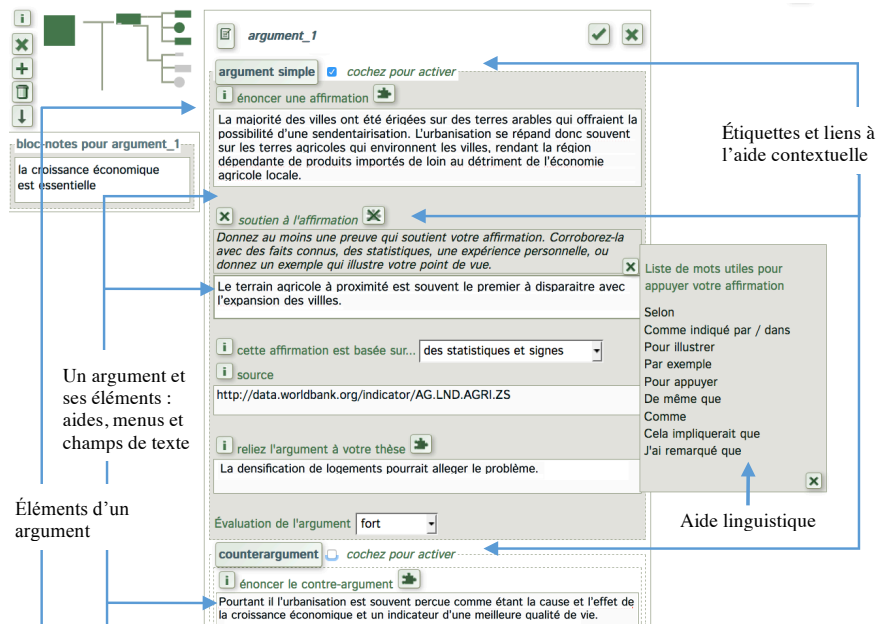 argument_1
argument simple
cochez pour activer
énoncer une affirmation
La majorité des villes ont été érigées sur des terres arables qui offraient la
possibilité d'une sendentairisation. L'urbanisation se répand donc souvent
sur les terres agricoles qui environnent les villes, rendant la région
dépendante de produits importés de loin au détriment de l'économie
agricole locale.
bloc-notes pour argument_1
la croissance économique
est essentielle
Étiquettes et liens à
l'aide contextuelle
soutien à l'affirmation
Donnez au moins une preuve qui soutient votre affirmation. Corroborez-la
avec des faits connus, des statistiques, une expérience personnelle, ou
donnez un exemple qui illustre votre point de vue.
Le terrain agricole à proximité est souvent le premier à disparaitre avec
l'expansion des villles.
Liste de mots utiles pour
appuyer votre affirmation
Selon
Comme indiqué par / dans
Pour illustrer
Par exemple
Pour appuyer
De même que
Comme
Cela impliquerait que
J'ai remarqué que
cette affirmation est basée sur... des statistiques et signes
source
http://data.worldbank.org/indicator/AG.LND.AGRI.ZS
Un argument et
ses éléments :
aides, menus et
champs de texte
reliez l'argument à votre thèse
La densification de logements pourrait alleger le problème.
Éléments d'un
argument
Aide linguistique
Évaluation de l'argument fort
counterargument
cochez pour activer
énoncer le contre-argument
Pourtant il l'urbanisation est souvent percue comme étant la cause et l'effet de
la croissance économique et un indicateur d'une meilleure qualité de vie.